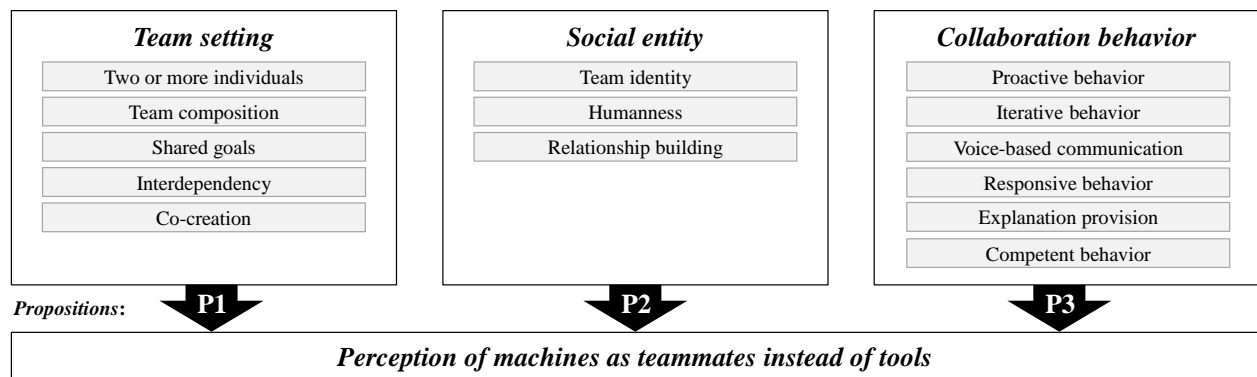 Team setting
Two or more individuals
Team composition
Shared goals
Interdependency
Co-creation
Social entity
Team identity
Humanness
Relationship building
Collaboration behavior
Proactive behavior
Iterative behavior
Voice-based communication
Responsive behavior
Explanation provision
Competent behavior
Propositions:
P1
P2
P3
Perception of machines as teammates instead of tools